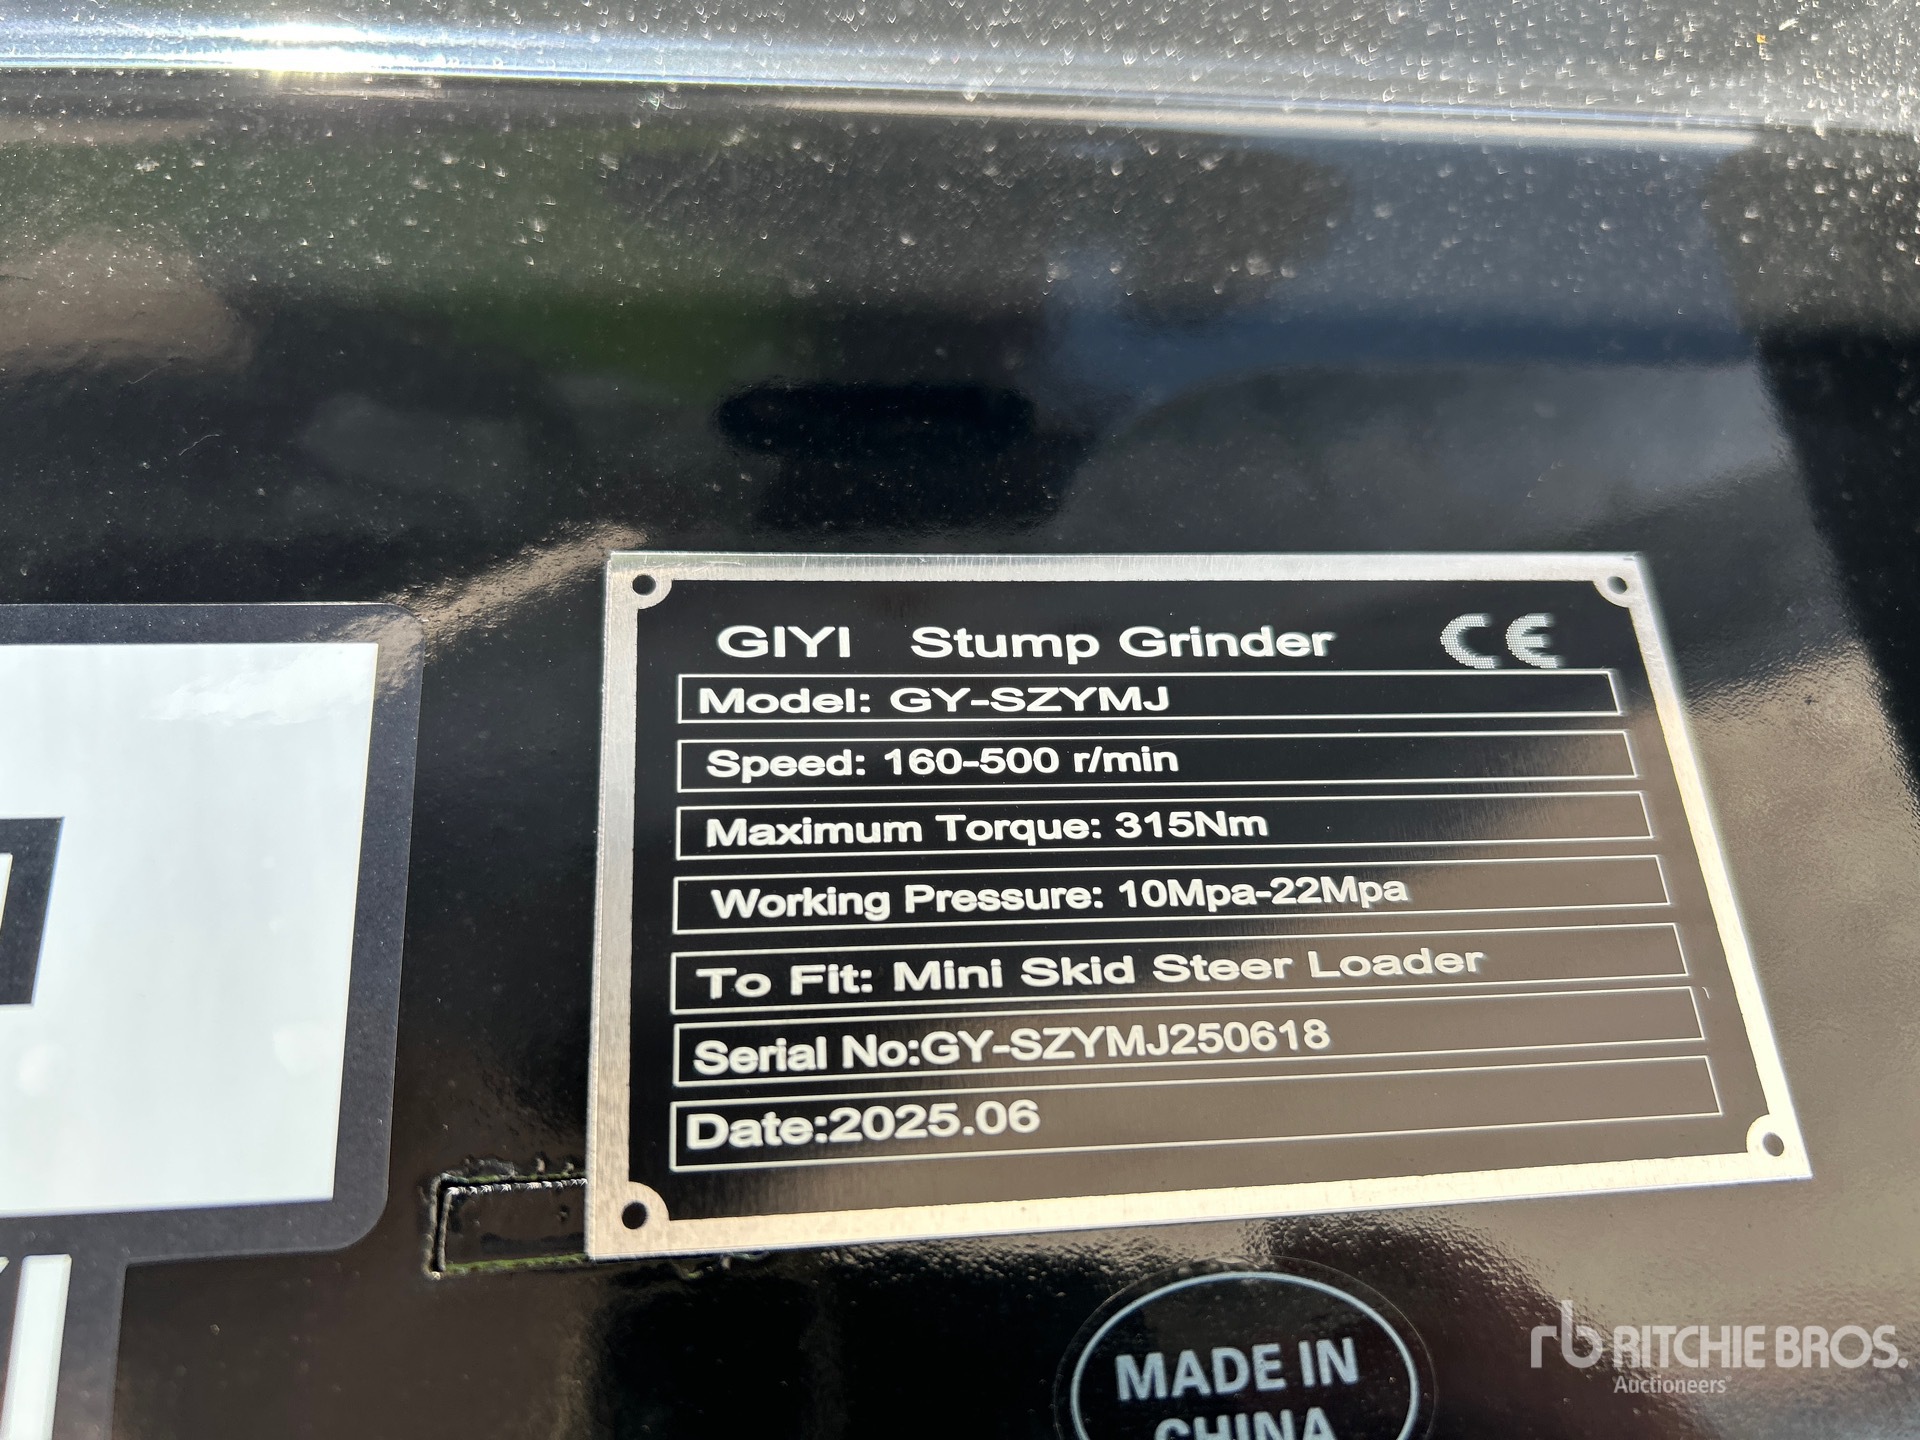 GIYI Stump Grinder CE
Model: GY-SZYMJ
Speed: 160-500 r/min
Maximum Torque: 315Nm
Working Pressure: 10Mpa-22Mpa
To Fit: Mini Skid Steer Loader
Serial No:GY-SZYMJ250618
Date:2025.06
MADE IN
CHINA
rb RITCHIE BROS.
Auctioneers